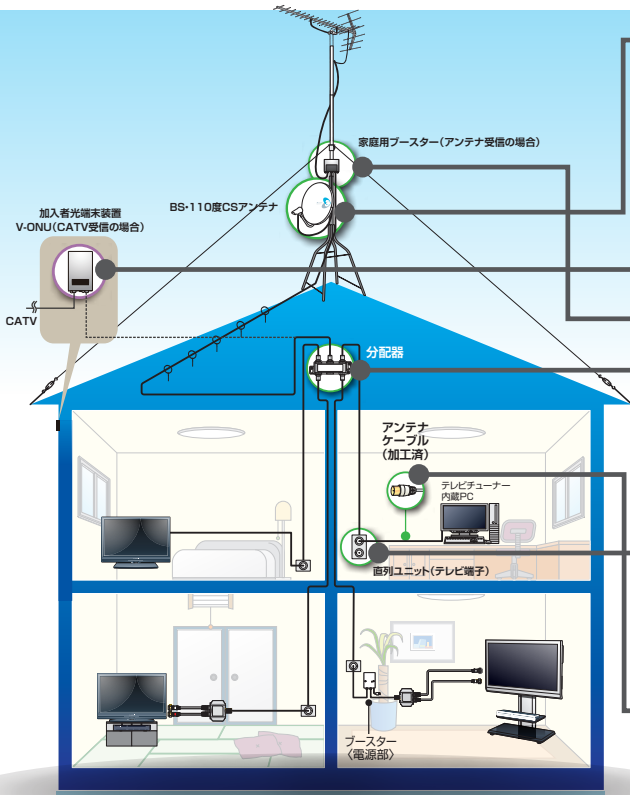 家庭用ブースター(アンテナ受信の場合)
BS・110度CSアンテナ
加入者光端末装置
V-ONU(CATV受信の場合)
CATV
分配器
アンテナ
ケーブル
(加工済)
テレビチューナー
内蔵PC
直列ユニット(テレビ端子)
ブースター
〈電源部〉